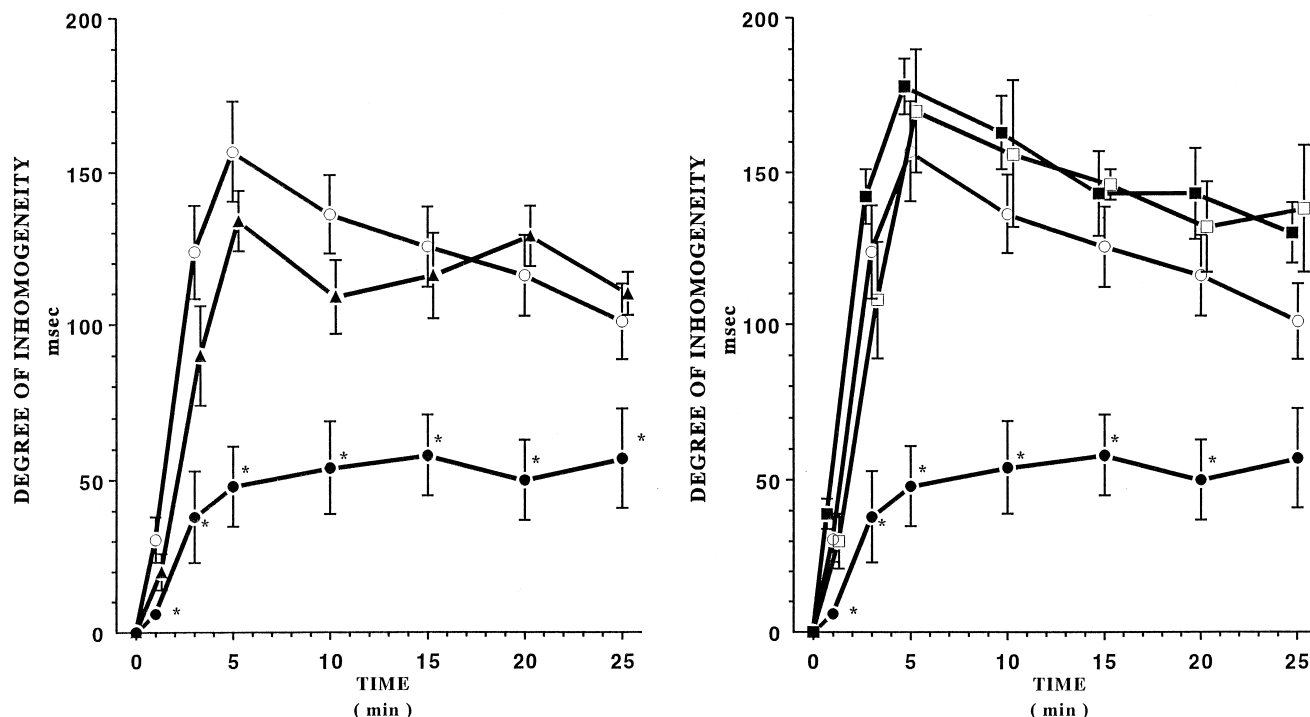 200
150
100
50
0
DEGREE OF INHOMOGENEITY
msec
* * * * * * *
0 5 10 15 20 25
TIME
( min )
200
150
100
50
0
DEGREE OF INHOMOGENEITY
msec
* * * * * *
0 5 10 15 20 25
TIME
( min )